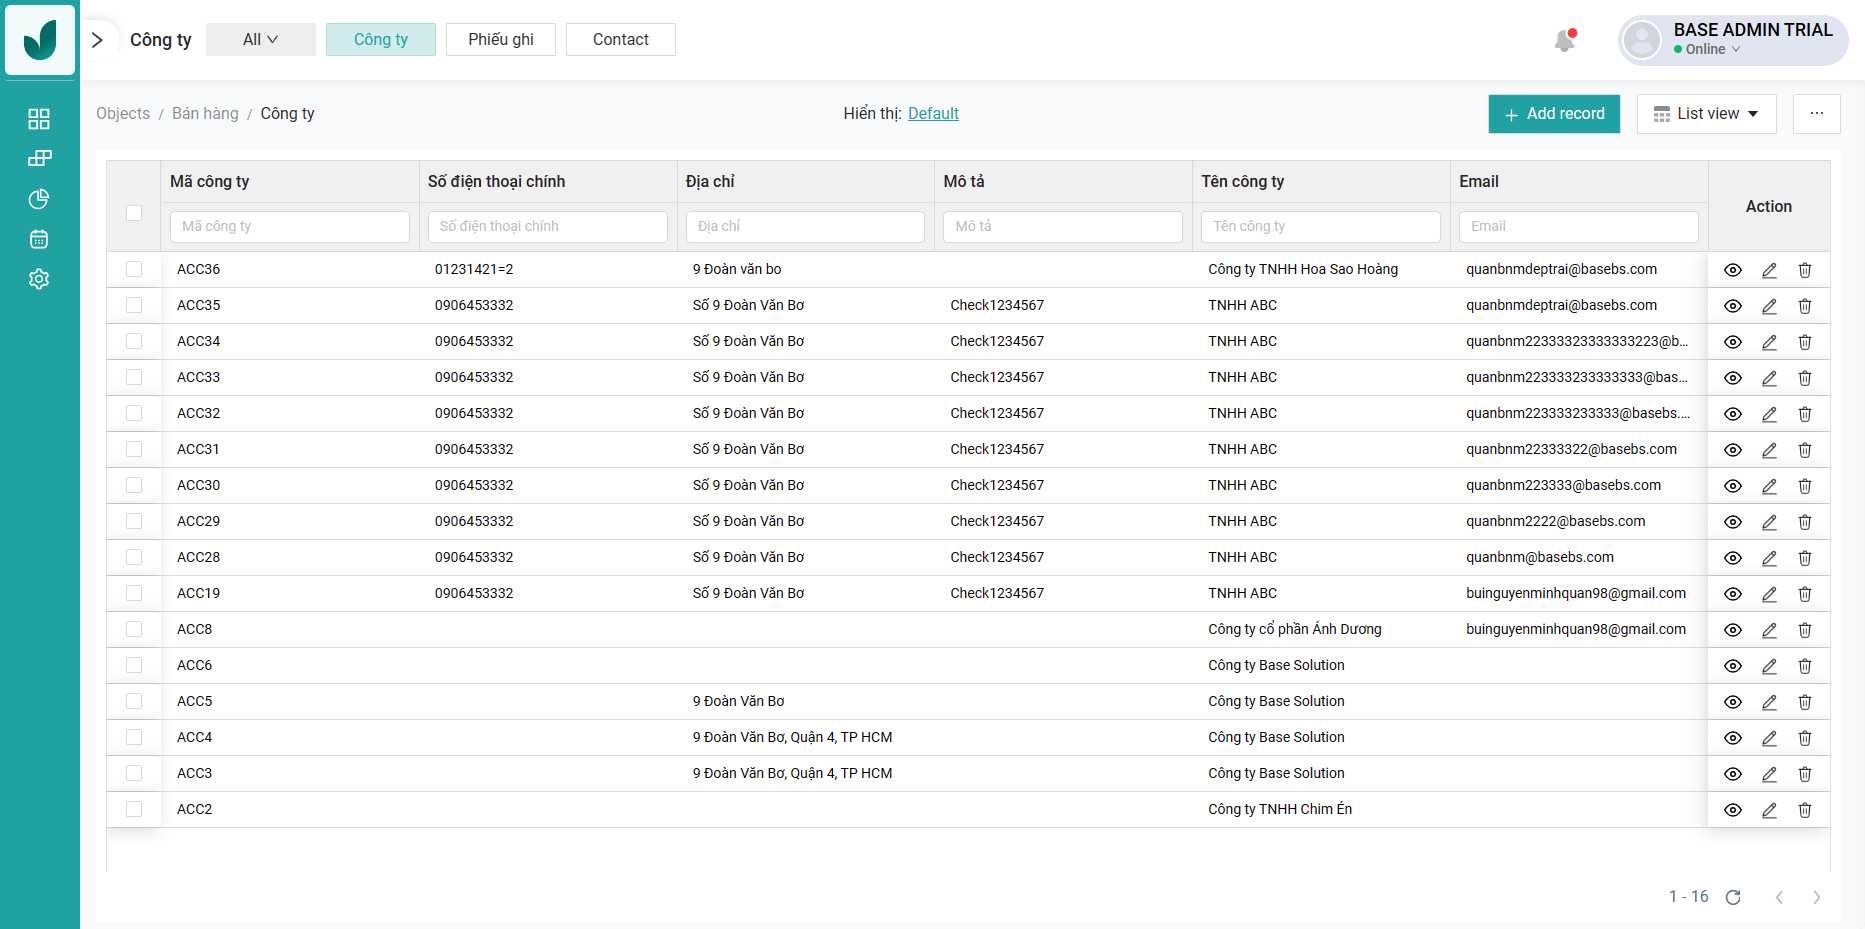 Công ty All Công ty Phiếu ghi Contact BASE ADMIN TRIAL
Online
Objects / Bán hàng / Công ty Hiển thị: Default + Add record List view ...
Mã công ty Số điện thoại chính Địa chỉ Mô tả Tên công ty Email Action
Mã công ty Số điện thoại chính Địa chỉ Mô tả Tên công ty Email
ACC36 01231421=2 9 Đoàn văn bo Công ty TNHH Hoa Sao Hoàng quanbnmdeptrai@basebs.com
ACC35 0906453332 Số 9 Đoàn Văn Bơ Check1234567 TNHH ABC quanbnmdeptrai@basebs.com
ACC34 0906453332 Số 9 Đoàn Văn Bơ Check1234567 TNHH ABC quanbnm22333323333333223@b...
ACC33 0906453332 Số 9 Đoàn Văn Bơ Check1234567 TNHH ABC quanbnm223333233333333@bas...
ACC32 0906453332 Số 9 Đoàn Văn Bơ Check1234567 TNHH ABC quanbnm223333233333@basebs....
ACC31 0906453332 Số 9 Đoàn Văn Bơ Check1234567 TNHH ABC quanbnm22333322@basebs.com
ACC30 0906453332 Số 9 Đoàn Văn Bơ Check1234567 TNHH ABC quanbnm223333@basebs.com
ACC29 0906453332 Số 9 Đoàn Văn Bơ Check1234567 TNHH ABC quanbnm2222@basebs.com
ACC28 0906453332 Số 9 Đoàn Văn Bơ Check1234567 TNHH ABC quanbnm@basebs.com
ACC19 0906453332 Số 9 Đoàn Văn Bơ Check1234567 TNHH ABC buinguyenminhquan98@gmail.com
ACC8 Công ty cổ phần Ánh Dương buinguyenminhquan98@gmail.com
ACC6 Công ty Base Solution
ACC5 9 Đoàn Văn Bơ Công ty Base Solution
ACC4 9 Đoàn Văn Bơ, Quận 4, TP HCM Công ty Base Solution
ACC3 9 Đoàn Văn Bơ, Quận 4, TP HCM Công ty Base Solution
ACC2 Công ty TNHH Chim Én
1 - 16